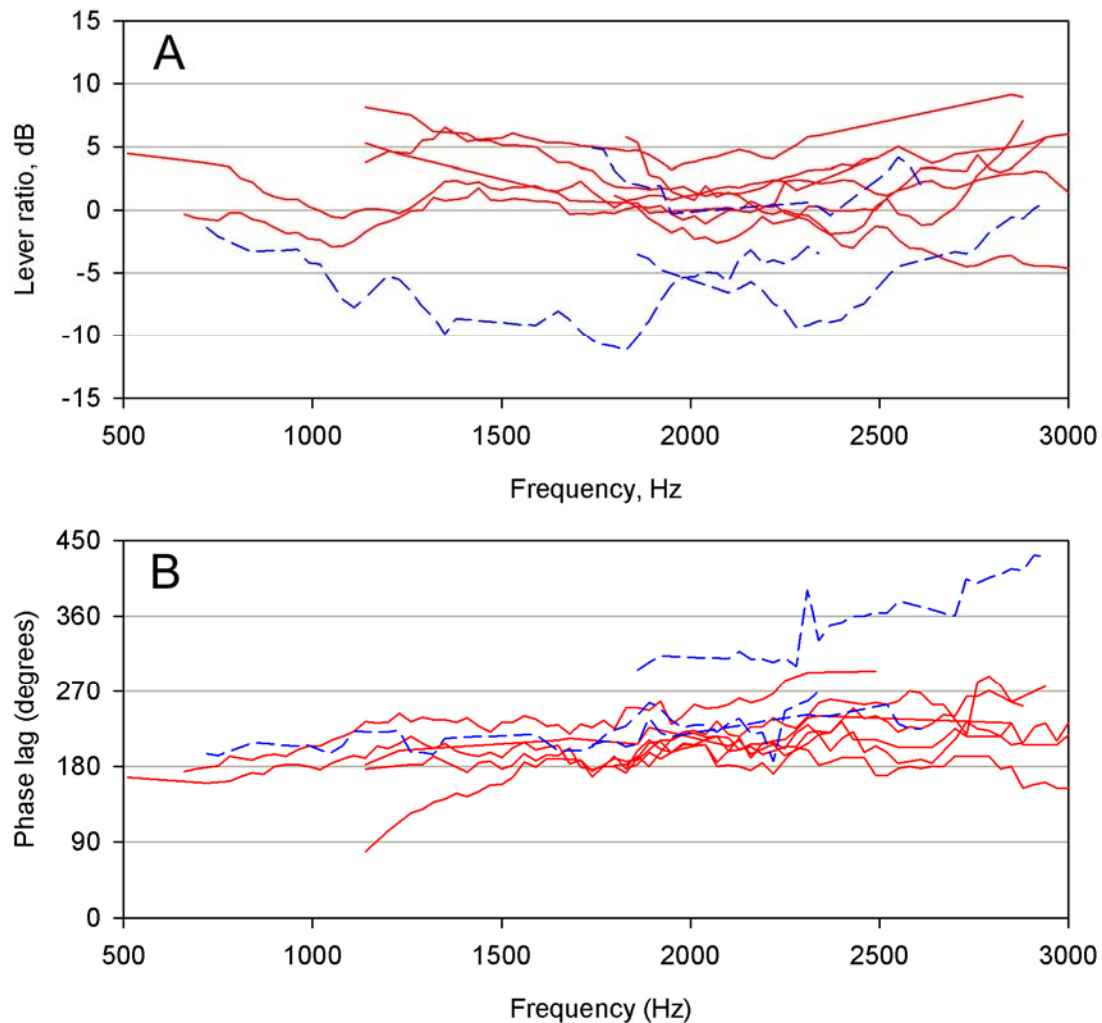 A
15
10
5
0
-5
-10
-15
Lever ratio, dB
500 1000 1500 2000 2500 3000
Frequency, Hz
B
450
360
270
180
90
0
Phase lag (degrees)
500 1000 1500 2000 2500 3000
Frequency (Hz)